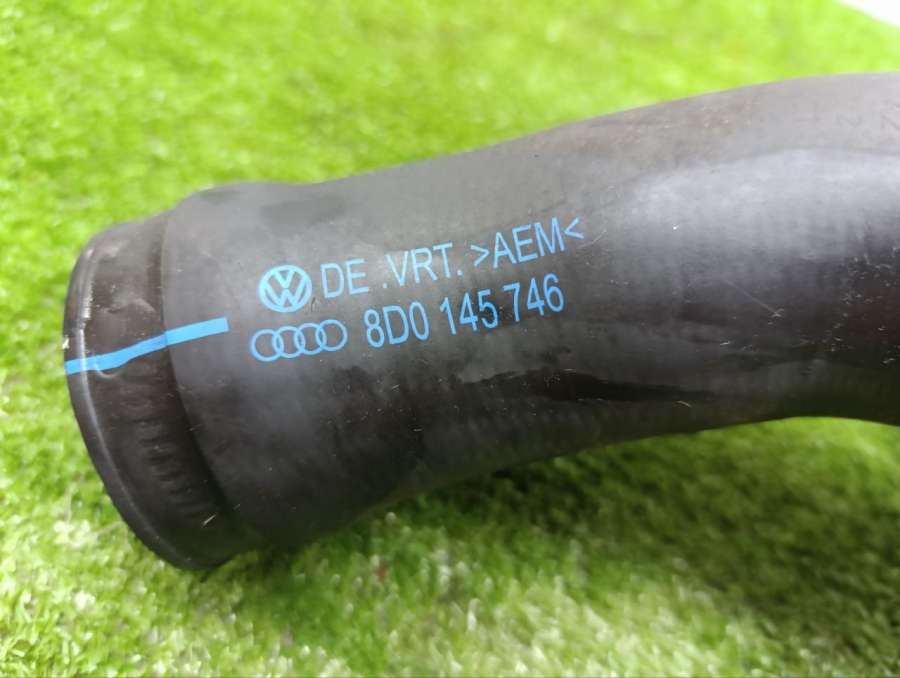 DE .VRT. >AEM<
8D0 145 746